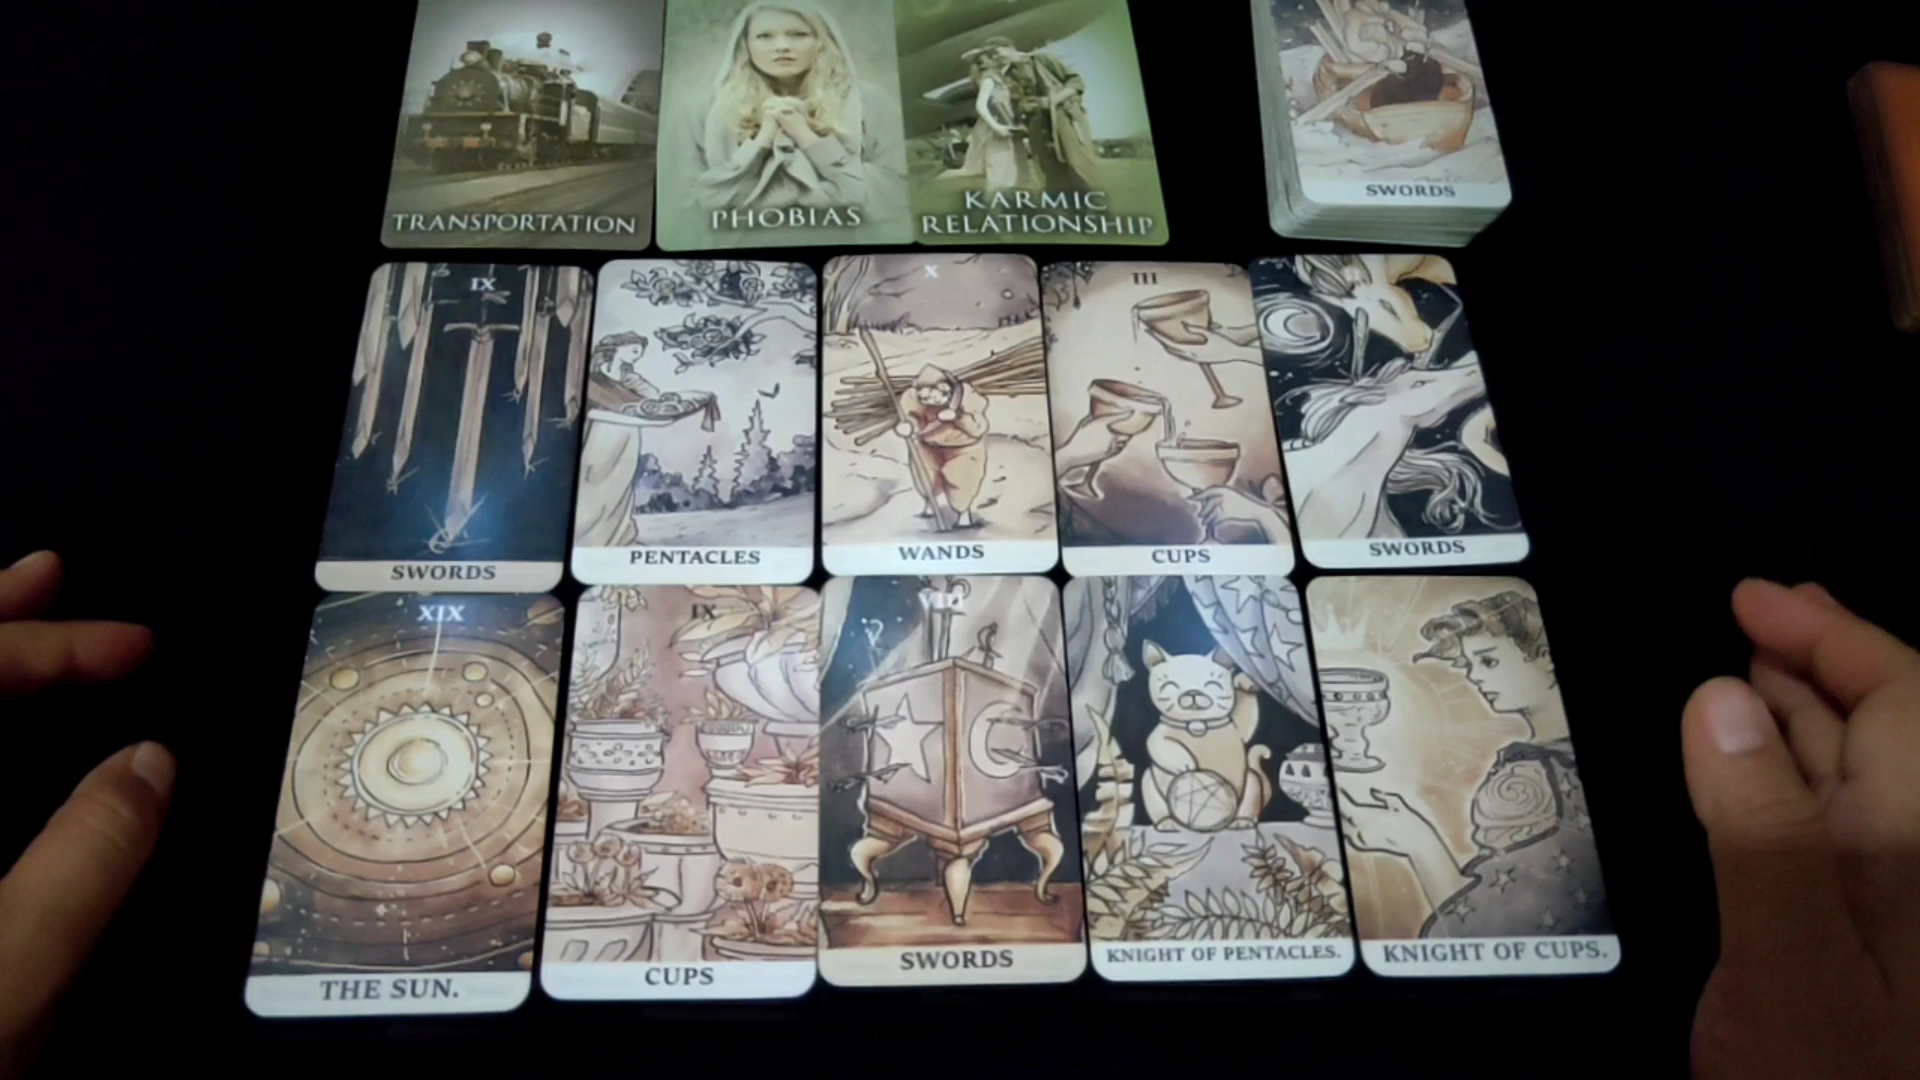 TRANSPORTATION
PHOBIAS
KARMIC
RELATIONSHIP
SWORDS
IX
SWORDS
PENTACLES
X
WANDS
III
CUPS
SWORDS
XIX
THE SUN.
IX
CUPS
VIII
SWORDS
KNIGHT OF PENTACLES.
KNIGHT OF CUPS.